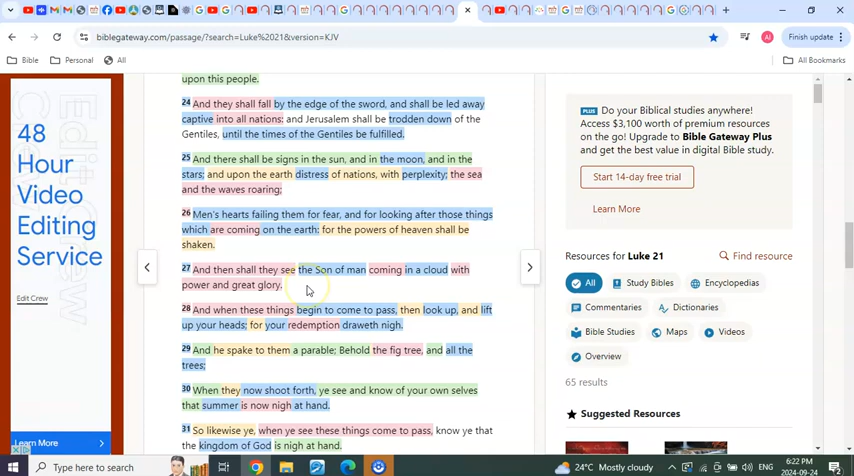 biblegateway.com/passage/?search=Luke%2021&version=KJV
AI
Finish update
Bible
Personal
All
All Bookmarks
48
Hour
Video
Editing
Service
Edit Crew
Learn More
upon this people.
24 And they shall fall by the edge of the sword, and shall be led away
captive into all nations: and Jerusalem shall be trodden down of the
Gentiles, until the times of the Gentiles be fulfilled.
25 And there shall be signs in the sun, and in the moon, and in the
stars; and upon the earth distress of nations, with perplexity; the sea
and the waves roaring;
26 Men's hearts failing them for fear, and for looking after those things
which are coming on the earth: for the powers of heaven shall be
shaken.
27 And then shall they see the Son of man coming in a cloud with
power and great glory.
28 And when these things begin to come to pass, then look up, and lift
up your heads; for your redemption draweth nigh.
29 And he spake to them a parable; Behold the fig tree, and all the
trees;
30 When they now shoot forth, ye see and know of your own selves
that summer is now nigh at hand.
31 So likewise ye, when ye see these things come to pass, know ye that
the kingdom of God is nigh at hand.
PLUS Do your Biblical studies anywhere!
Access $3,100 worth of premium resources
on the go! Upgrade to Bible Gateway Plus
and get the best value in digital Bible study.
Start 14-day free trial
Learn More
Resources for Luke 21
Find resource
All
Study Bibles
Encyclopedias
Commentaries
Dictionaries
Bible Studies
Maps
Videos
Overview
65 results
Suggested Resources
Type here to search
24°C Mostly cloudy
6:22 PM
2024-09-24